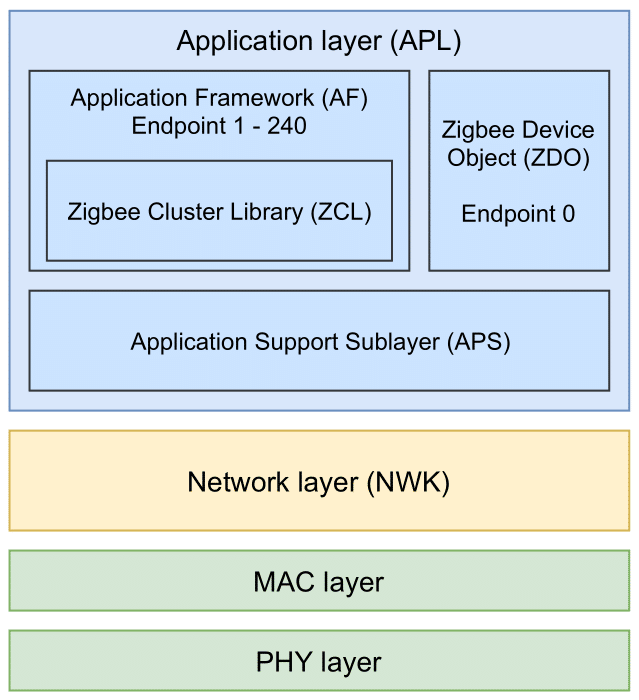 Application layer (APL)
Application Framework (AF)
Endpoint 1 - 240
Zigbee Cluster Library (ZCL)
Zigbee Device
Object (ZDO)
Endpoint 0
Application Support Sublayer (APS)
Network layer (NWK)
MAC layer
PHY layer